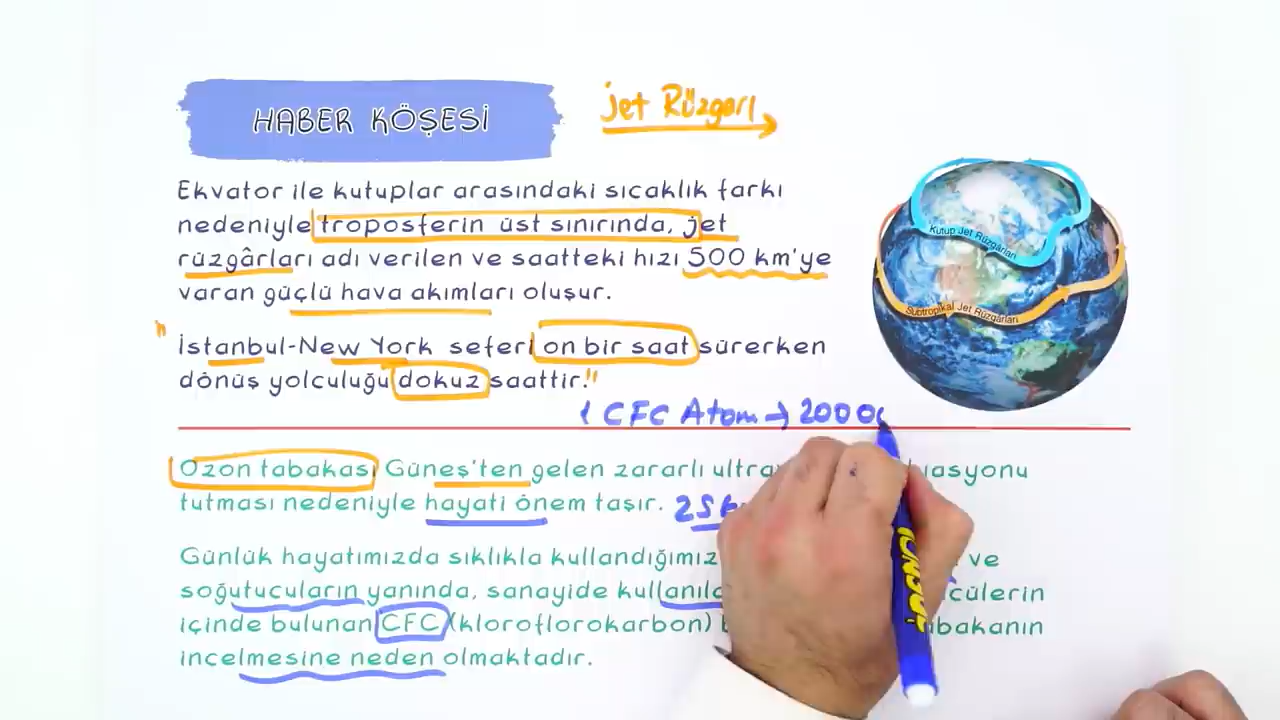 HABER KÖŞESİ
jet Rüzgarı
Ekvator ile kutuplar arasındaki sıcaklık farkı
nedeniyle troposferin üst sınırında, jet
rüzgârları adı verilen ve saatteki hızı 500 km'ye
varan güçlü hava akımları oluşur.
Kutup Jet Rüzgârları
Subtropikal Jet Rüzgârları
"İstanbul-New York seferi on bir saat sürerken
dönüş yolculuğu dokuz saattir."
1 CFC Atom → 2000
Ozon tabakası Güneş'ten gelen zararlı
tutması nedeniyle hayati önem taşır.
Günlük hayatımızda sıklıkla kullandığımız ve
soğutucuların yanında, sanayide
içinde bulunan CFC (kloroflorokarbon)
incelmesine neden olmaktadır.